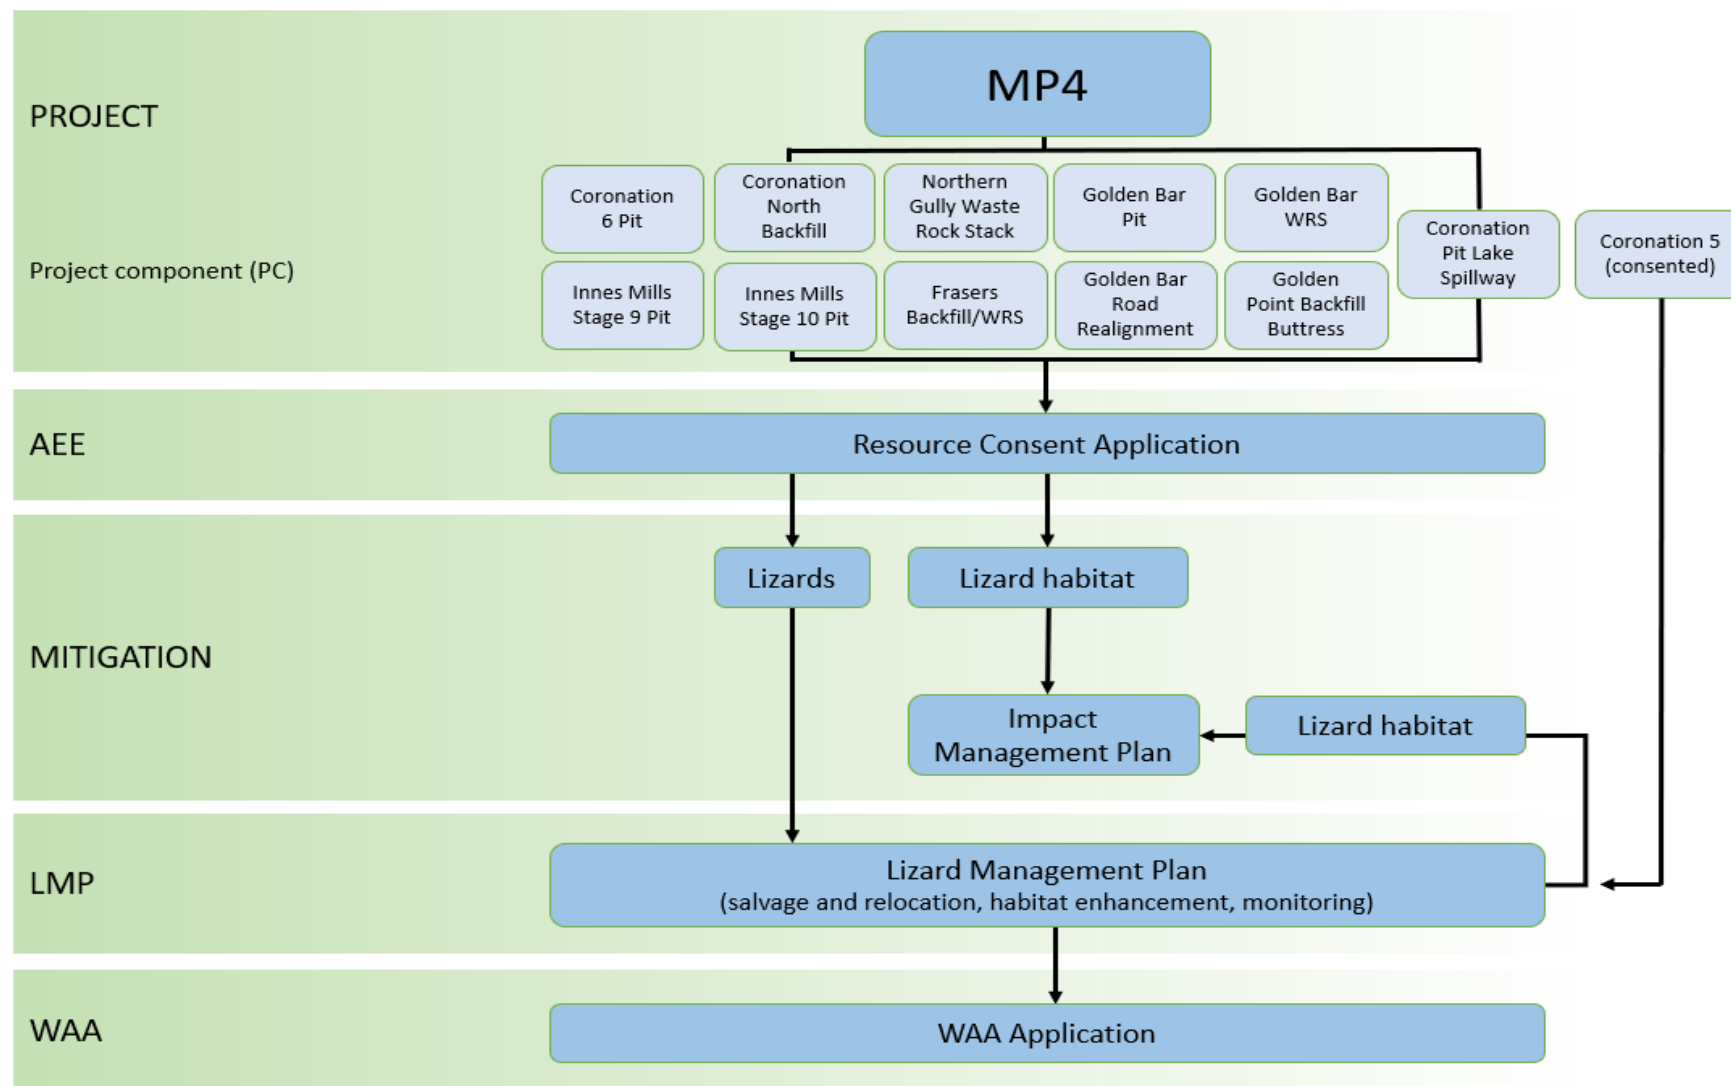 MP4
PROJECT
Project component (PC)
Coronation
6 Pit
Coronation
North
Backfill
Northern
Gully Waste
Rock Stack
Golden Bar
Pit
Golden Bar
WRS
Coronation
Pit Lake
Spillway
Coronation 5
(consented)
Innes Mills
Stage 9 Pit
Innes Mills
Stage 10 Pit
Frasers
Backfill/WRS
Golden Bar
Road
Realignment
Golden
Point Backfill
Buttress
AEE
Resource Consent Application
MITIGATION
Lizards
Lizard habitat
Impact
Management Plan
Lizard habitat
LMP
Lizard Management Plan
(salvage and relocation, habitat enhancement, monitoring)
WAA
WAA Application